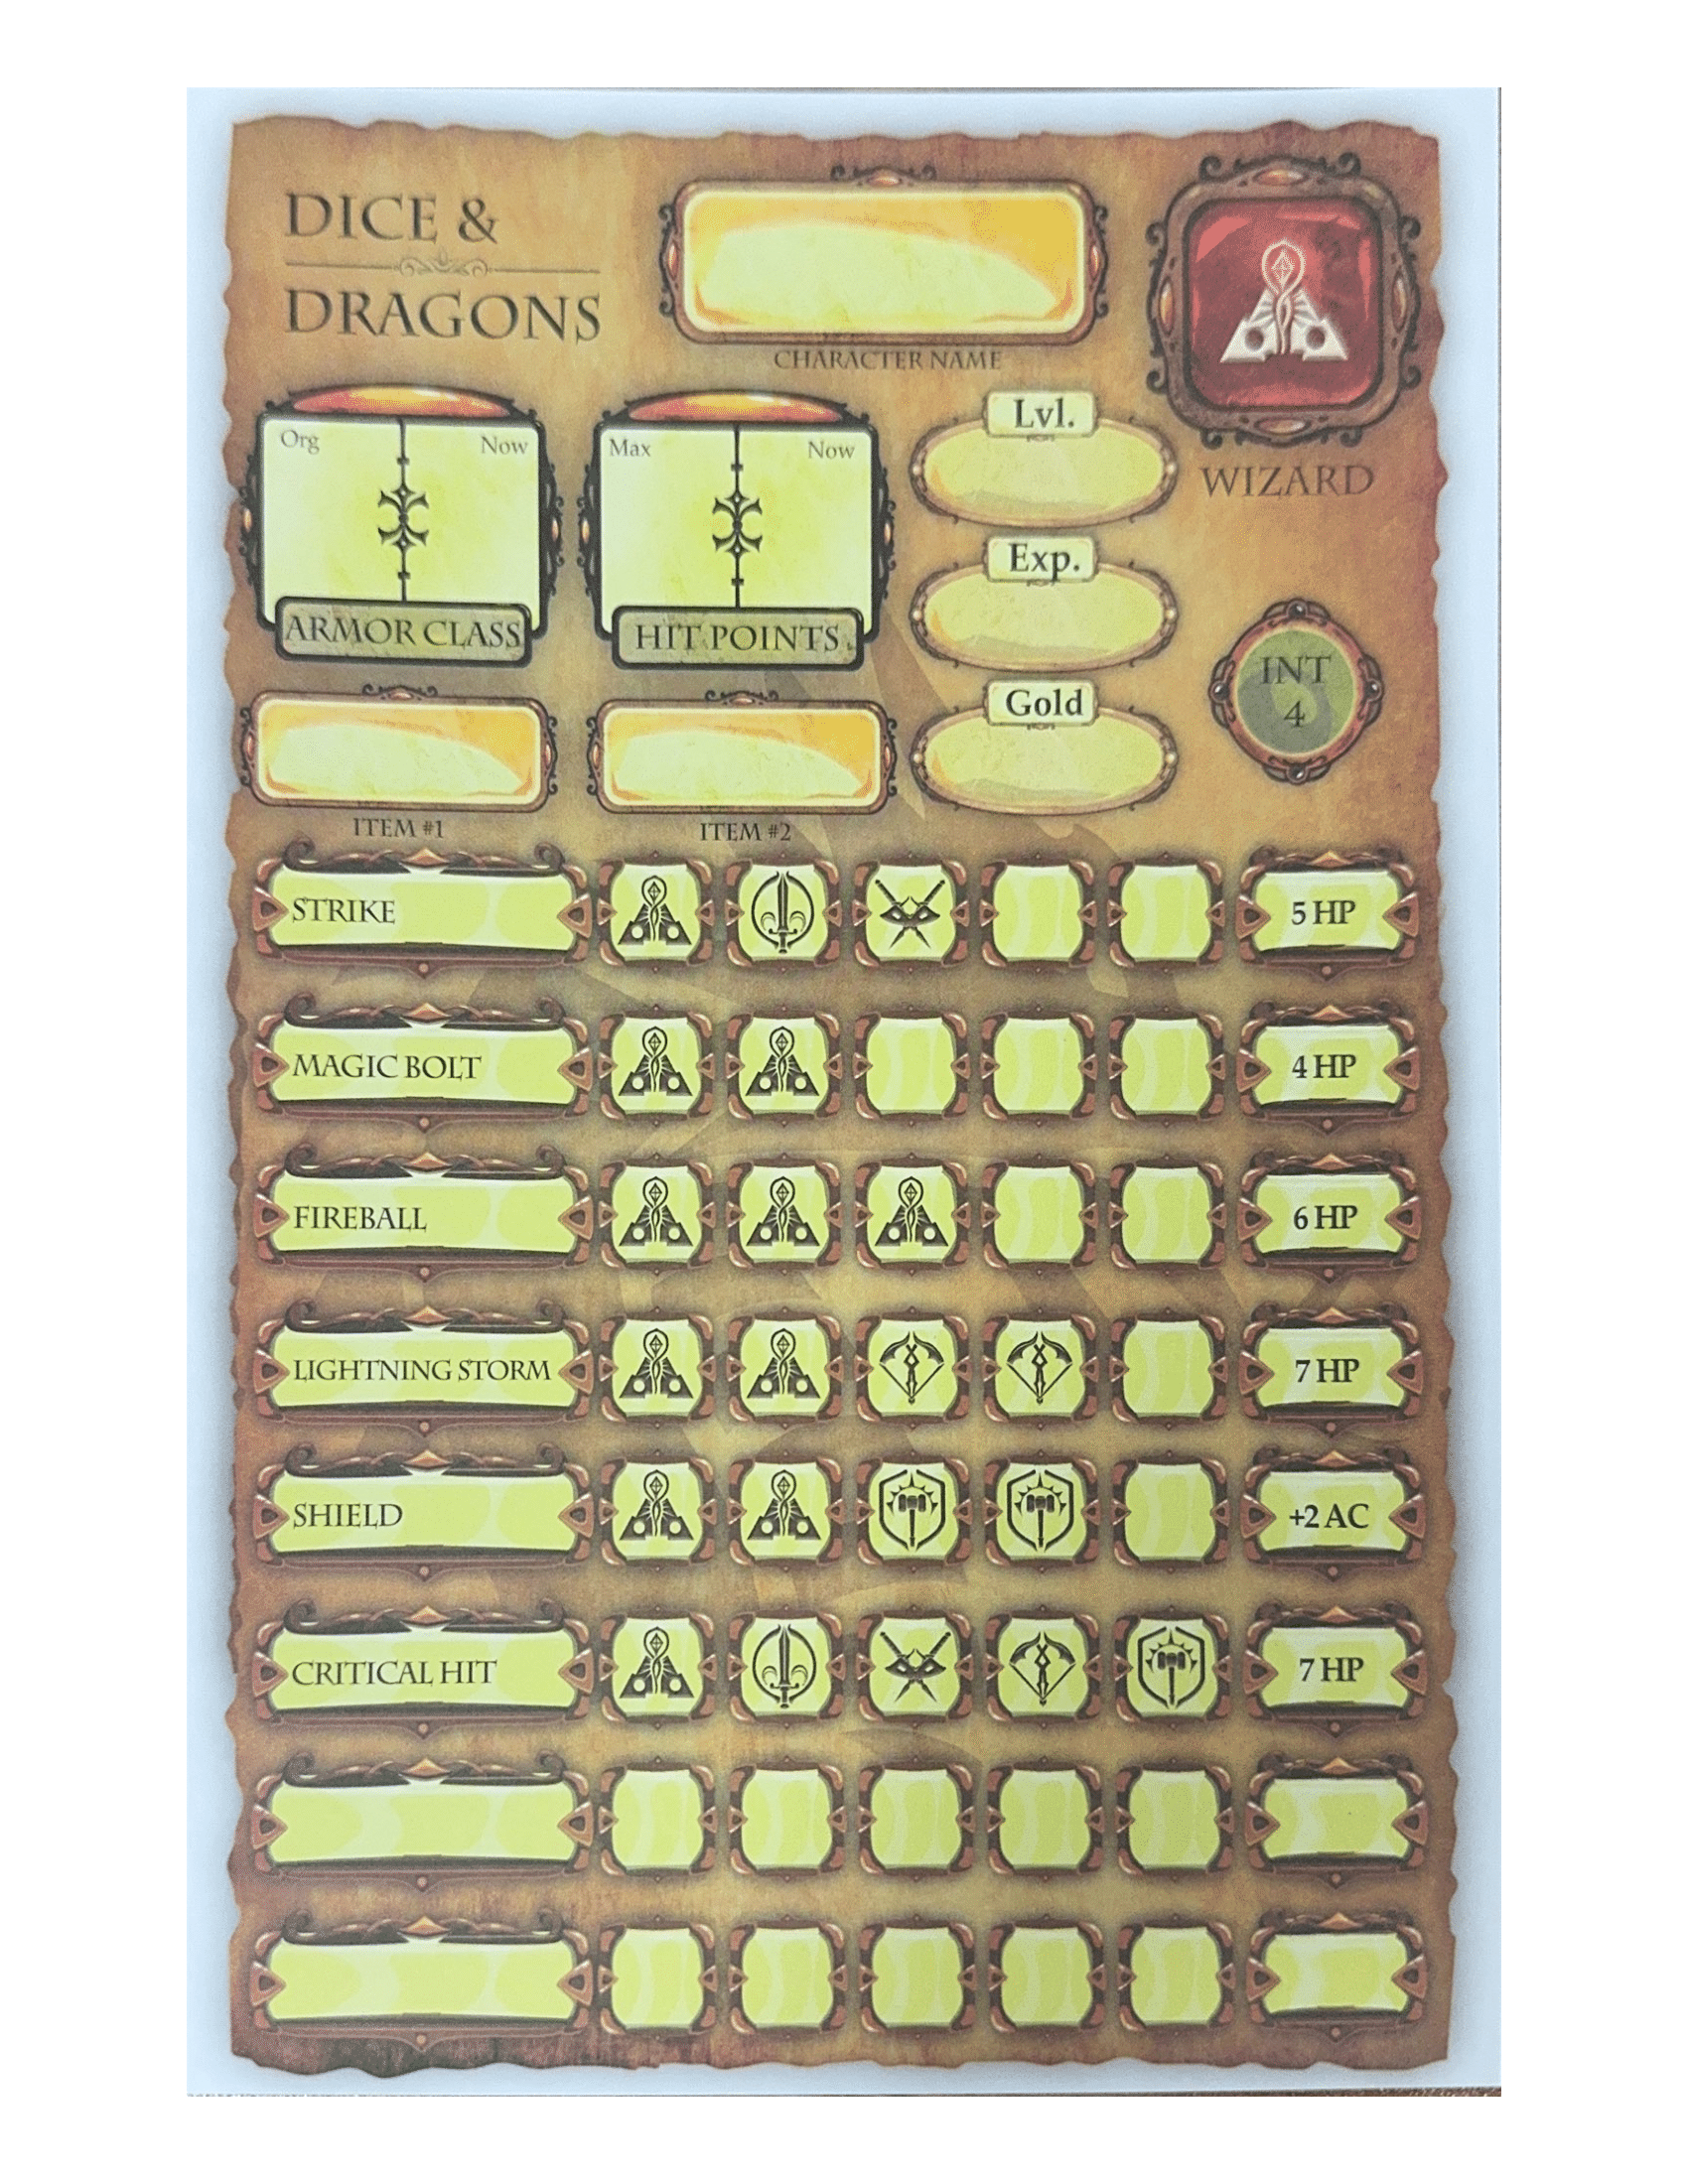 DICE &
DRAGONS
CHARACTER NAME
WIZARD
Org Now
ARMOR CLASS
Max Now
HIT POINTS
Lvl.
Exp.
Gold
INT
4
ITEM #1
ITEM #2
STRIKE 5 HP
MAGIC BOLT 4 HP
FIREBALL 6 HP
LIGHTNING STORM 7 HP
SHIELD +2 AC
CRITICAL HIT 7 HP